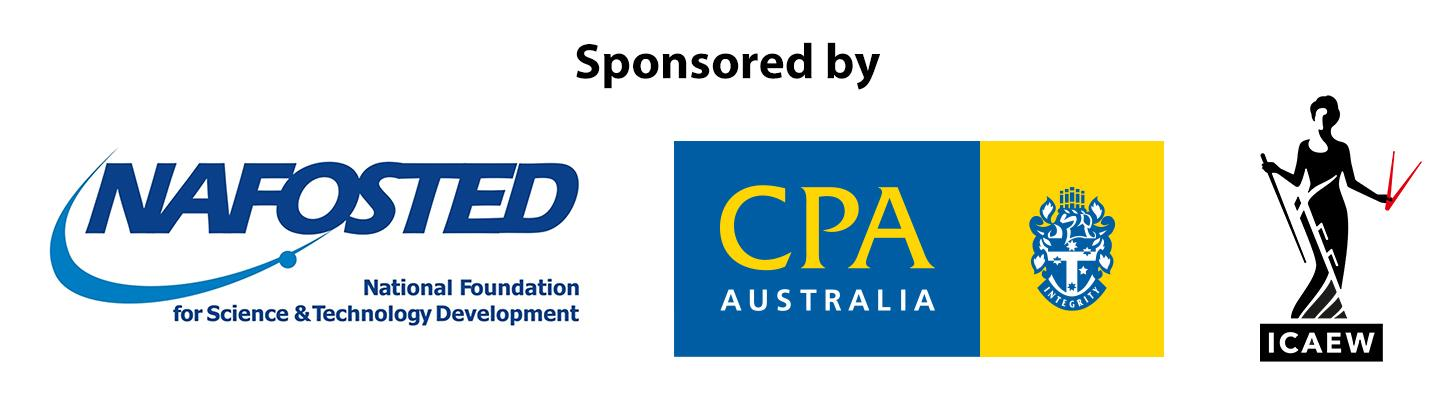 Sponsored by
NAFOSTED
National Foundation
for Science & Technology Development
CPA
AUSTRALIA
INTEGRITY
ICAEW